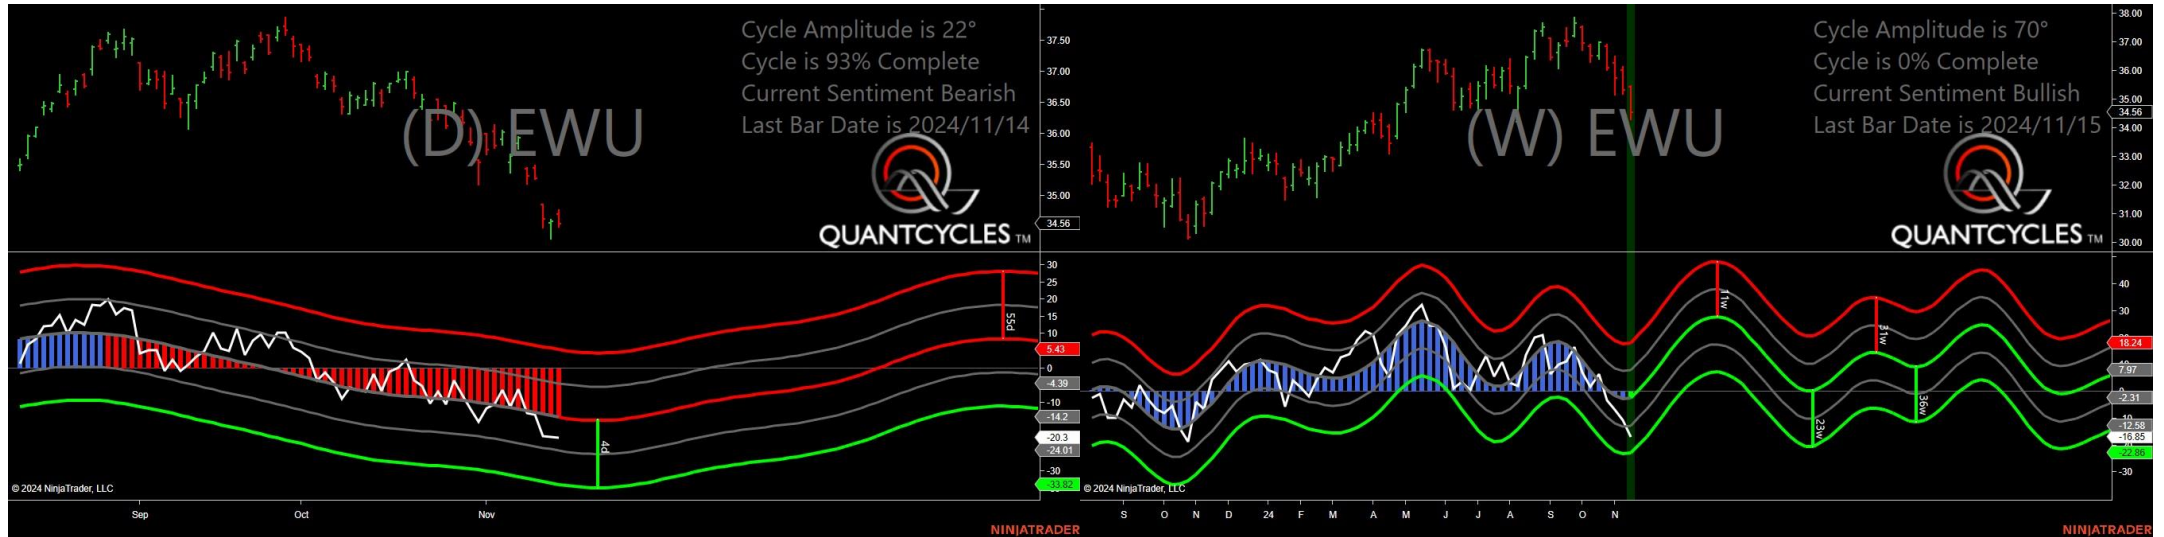 Cycle Amplitude is 22°
Cycle is 93% Complete
Current Sentiment Bearish
Last Bar Date is 2024/11/14
(D) EWU
QUANTCYCLES TM
37.50
37.00
36.50
36.00
35.50
35.00
34.56
30
25
20
15
10
5.43
0
-4.39
-10
-14.2
-20.3
-24.01
-30
-33.82
55d
4d
© 2024 NinjaTrader, LLC
Sep
Oct
Nov
NINJATRADER
Cycle Amplitude is 70°
Cycle is 0% Complete
Current Sentiment Bullish
Last Bar Date is 2024/11/15
(W) EWU
QUANTCYCLES TM
38.00
37.00
36.00
35.00
34.56
34.00
33.00
32.00
31.00
30.00
40
30
18.24
7.97
-2.31
-12.58
-16.85
-22.86
-30
11w
31w
23w
36w
© 2024 NinjaTrader, LLC
S
O
N
D
24
F
M
A
M
J
J
A
S
O
N
NINJATRADER